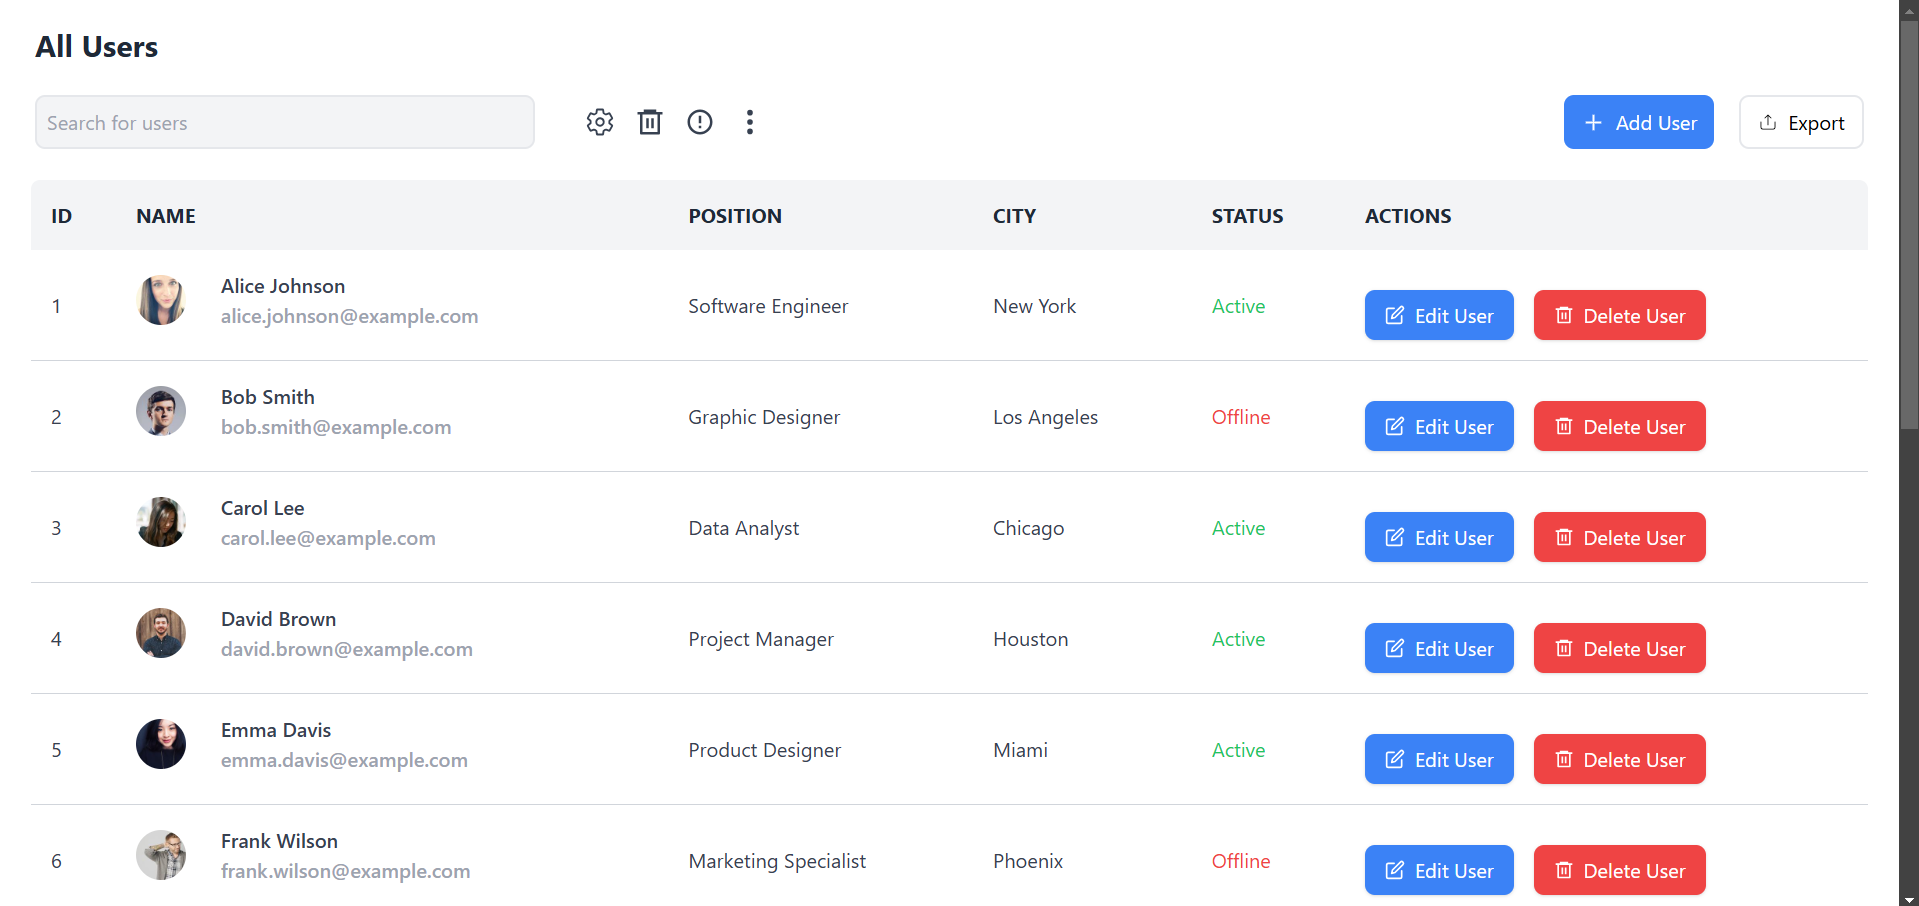 All Users
Search for users
Add User
Export
ID NAME POSITION CITY STATUS ACTIONS
1 Alice Johnson Software Engineer New York Active Edit User Delete User
alice.johnson@example.com
2 Bob Smith Graphic Designer Los Angeles Offline Edit User Delete User
bob.smith@example.com
3 Carol Lee Data Analyst Chicago Active Edit User Delete User
carol.lee@example.com
4 David Brown Project Manager Houston Active Edit User Delete User
david.brown@example.com
5 Emma Davis Product Designer Miami Active Edit User Delete User
emma.davis@example.com
6 Frank Wilson Marketing Specialist Phoenix Offline Edit User Delete User
frank.wilson@example.com